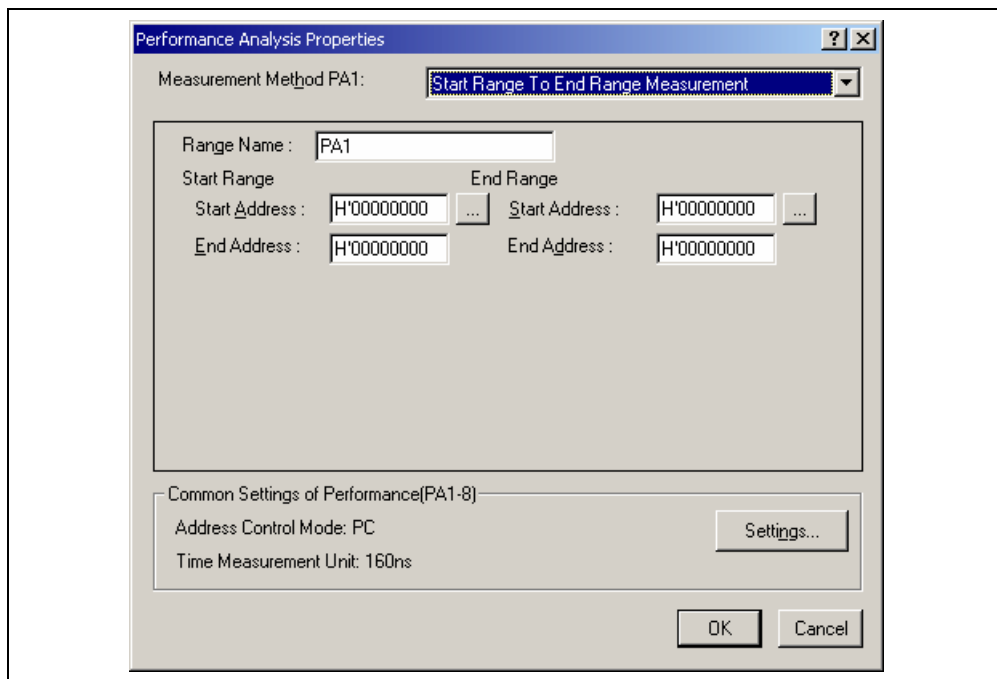 Performance Analysis Properties
Measurement Method PA1: Start Range To End Range Measurement
Range Name : PA1
Start Range End Range
Start Address : H'00000000 ... Start Address : H'00000000 ...
End Address : H'00000000 End Address : H'00000000
Common Settings of Performance(PA1-8)
Address Control Mode: PC
Settings...
Time Measurement Unit: 160ns
OK Cancel